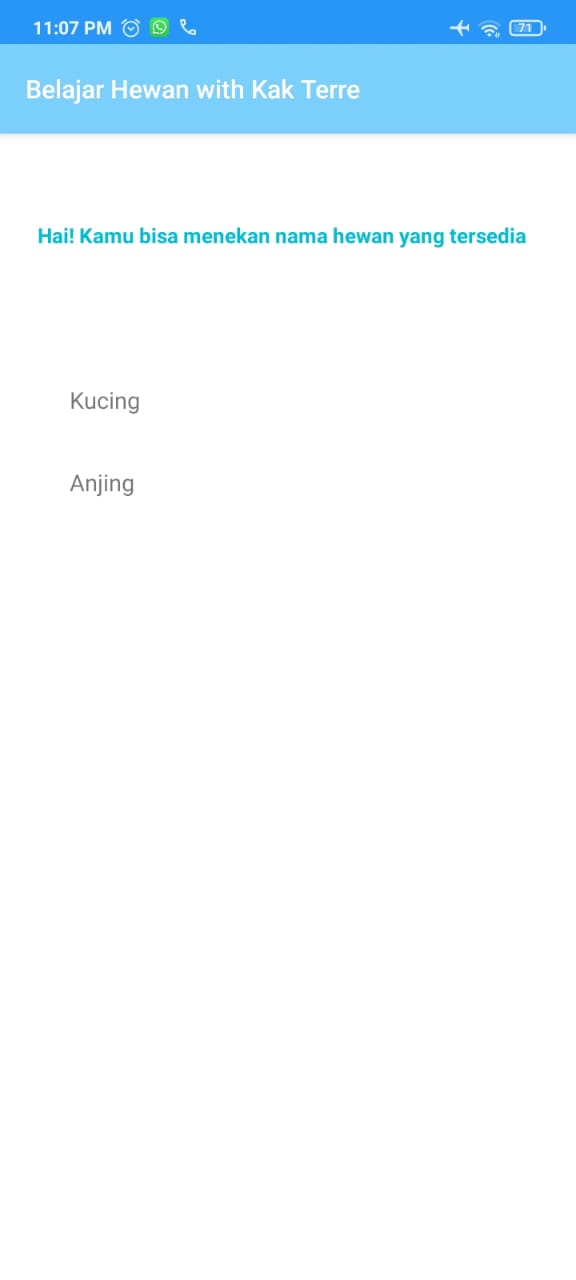 11:07 PM 71
Belajar Hewan with Kak Terre
Hai! Kamu bisa menekan nama hewan yang tersedia
Kucing
Anjing